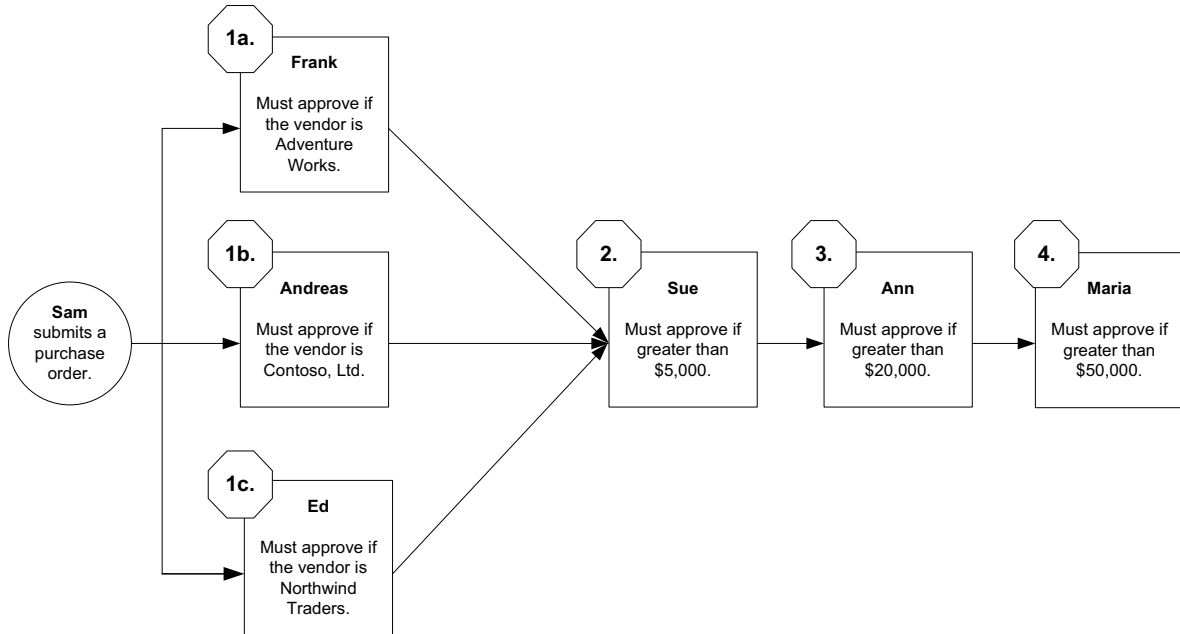 1a.
Frank
Must approve if
the vendor is
Adventure
Works.
1b.
Andreas
Must approve if
the vendor is
Contoso, Ltd.
1c.
Ed
Must approve if
the vendor is
Northwind
Traders.
Sam
submits a
purchase
order.
2.
Sue
Must approve if
greater than
$5,000.
3.
Ann
Must approve if
greater than
$20,000.
4.
Maria
Must approve if
greater than
$50,000.